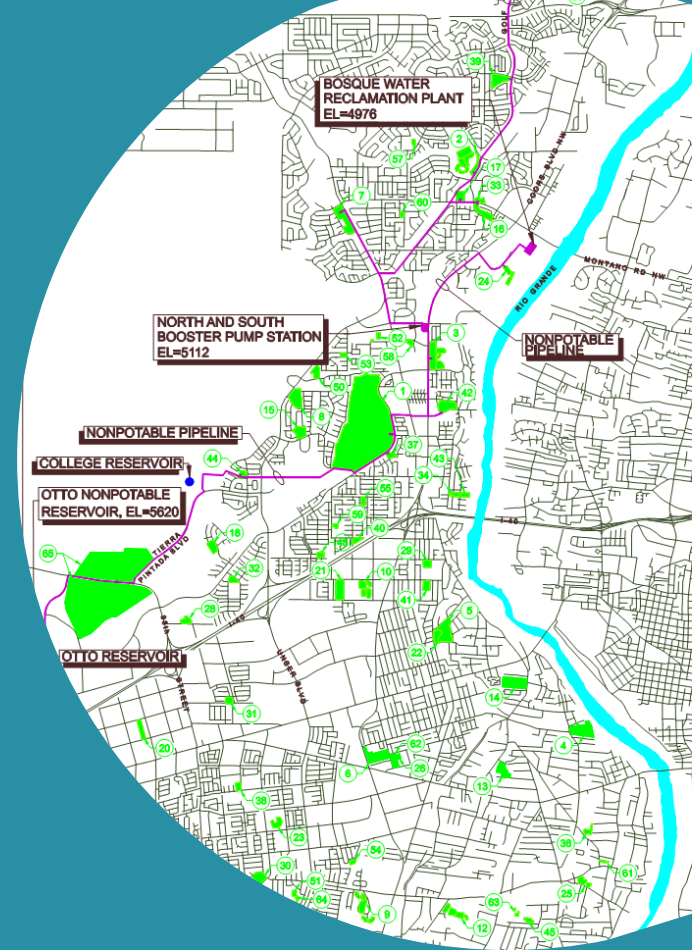 GOLF
39
BOSQUE WATER
RECLAMATION PLANT
EL=4976
2
57
17
33
7
60
16
COORS BLVD NW
24
MONTANO RD NW
RIO GRANDE
NORTH AND SOUTH
BOOSTER PUMP STATION
EL=5112
52
58
3
NONPOTABLE
PIPELINE
53
50
1
42
15
8
NONPOTABLE PIPELINE
37
44
43
COLLEGE RESERVOIR
34
OTTO NONPOTABLE
RESERVOIR, EL=5620
55
59
40
I-40
18
TIERRA
PINTADA BLVD
65
29
32
21
10
41
28
I-40
5
98th
STREET
22
OTTO RESERVOIR
UNSER BLVD
14
31
20
62
4
6
26
13
38
23
36
54
30
61
51
64
25
63
9
12
45